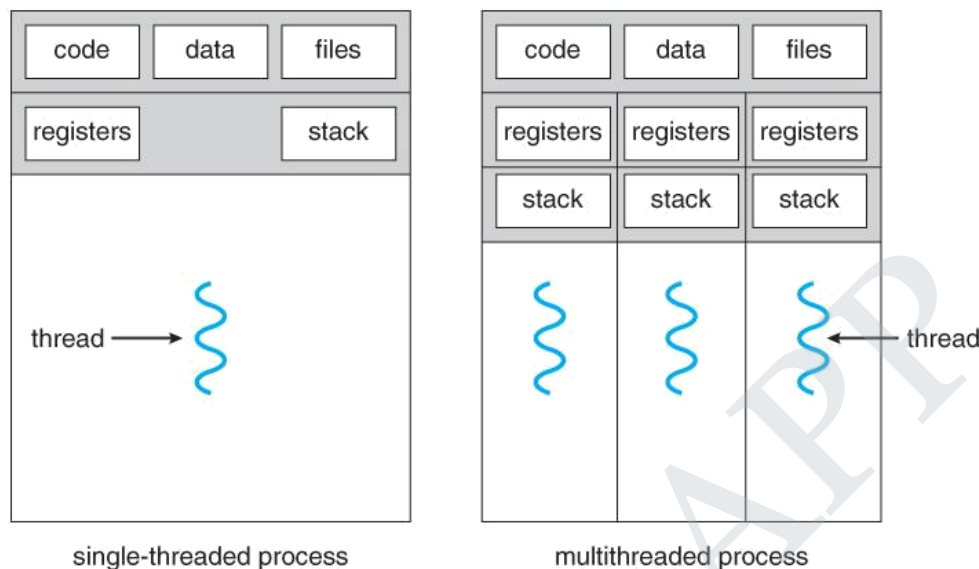 code data files
registers stack
thread
single-threaded process
code data files
registers registers registers
stack stack stack
thread
multithreaded process
APP